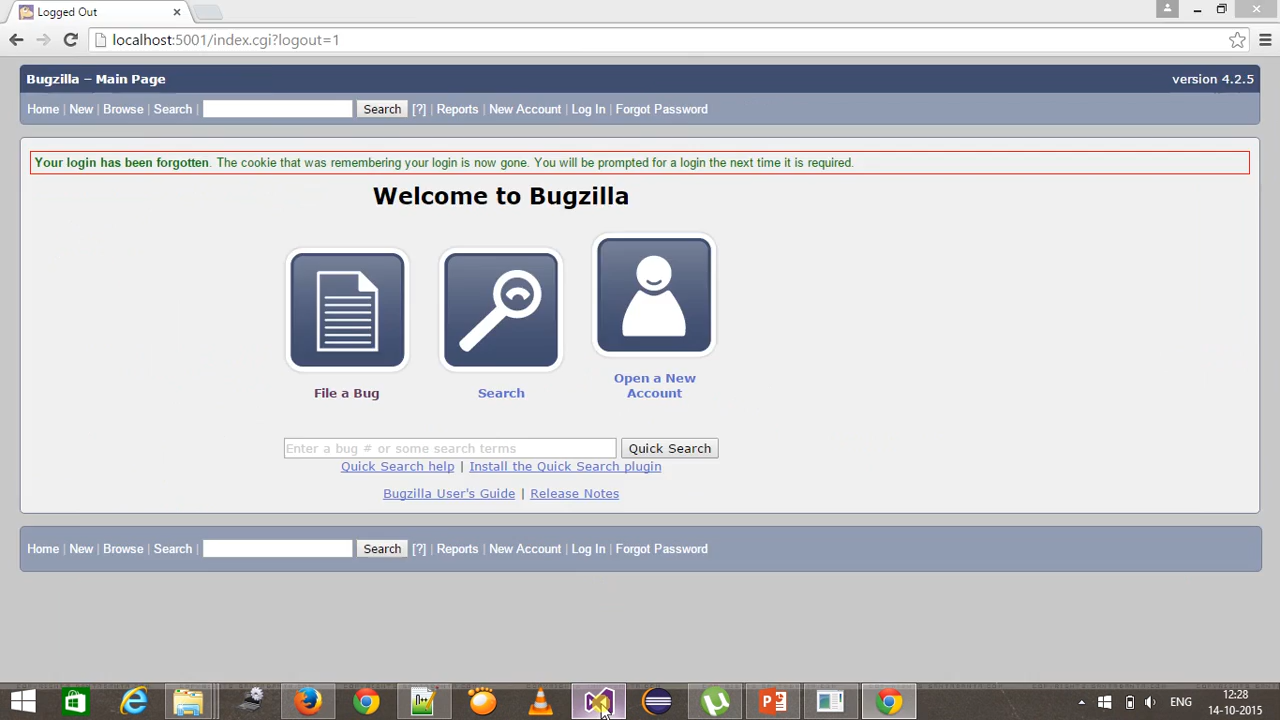 Logged Out
localhost:5001/index.cgi?logout=1
Bugzilla – Main Page
version 4.2.5
Home | New | Browse | Search | Search [?] | Reports | New Account | Log In | Forgot Password
Your login has been forgotten. The cookie that was remembering your login is now gone. You will be prompted for a login the next time it is required.
Welcome to Bugzilla
File a Bug
Search
Open a New
Account
Enter a bug # or some search terms
Quick Search
Quick Search help | Install the Quick Search plugin
Bugzilla User's Guide | Release Notes
Home | New | Browse | Search | Search [?] | Reports | New Account | Log In | Forgot Password
ENG
12:28
14-10-2015